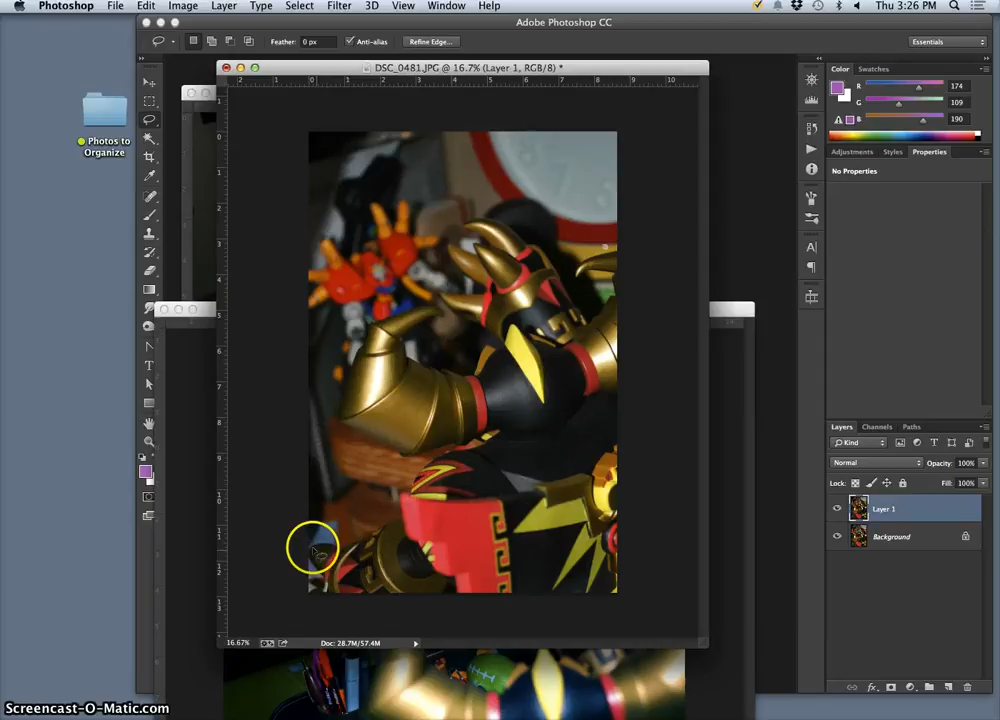 Photoshop File Edit Image Layer Type Select Filter 3D View Window Help Thu 3:26 PM
Adobe Photoshop CC
Feather: 0 px Anti-alias Refine Edge... Essentials
DSC_0481.JPG @ 16.7% (Layer 1, RGB/8) *
Color Swatches
R 174
G 109
B 190
Photos to
Organize
Adjustments Styles Properties
No Properties
Layers Channels Paths
Kind
Normal Opacity: 100%
Lock: Fill: 100%
Layer 1
Background
16.67% Doc: 28.7M/57.4M
Screencast-O-Matic.com